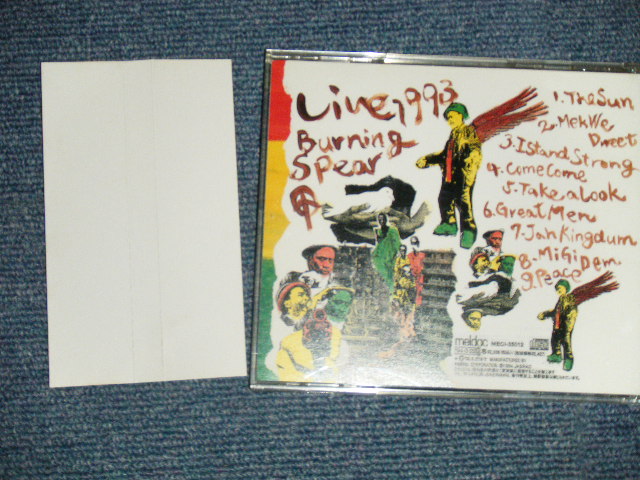 Live 1993
Burning
Spear
1. The Sun
2. Mek We
Dweet
3. I Stand Strong
4. Come Come
5. Take a Look
6. Great Men
7. Jah Kingdum
8. Mi Gi Dem
9. Peace
meldac
MECI-25012